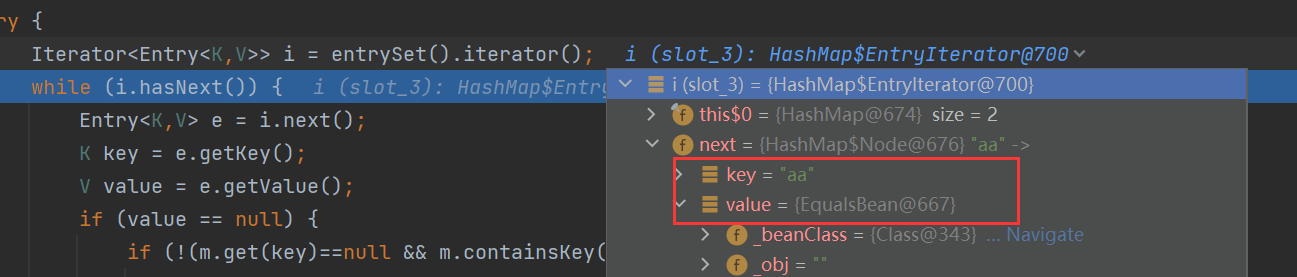 ry {
Iterator<Entry<K,V>> i = entrySet().iterator(); i (slot_3): HashMap$EntryIterator@700
while (i.hasNext()) { i (slot_3): HashMap$Entry
i (slot_3) = {HashMap$EntryIterator@700}
Entry<K,V> e = i.next();
this$0 = {HashMap@674} size = 2
K key = e.getKey();
next = {HashMap$Node@676} "aa" ->
V value = e.getValue();
key = "aa"
if (value == null) {
value = {EqualsBean@667}
if (!(m.get(key)==null && m.containsKey(
_beanClass = {Class@343} ... Navigate
_obj = ""